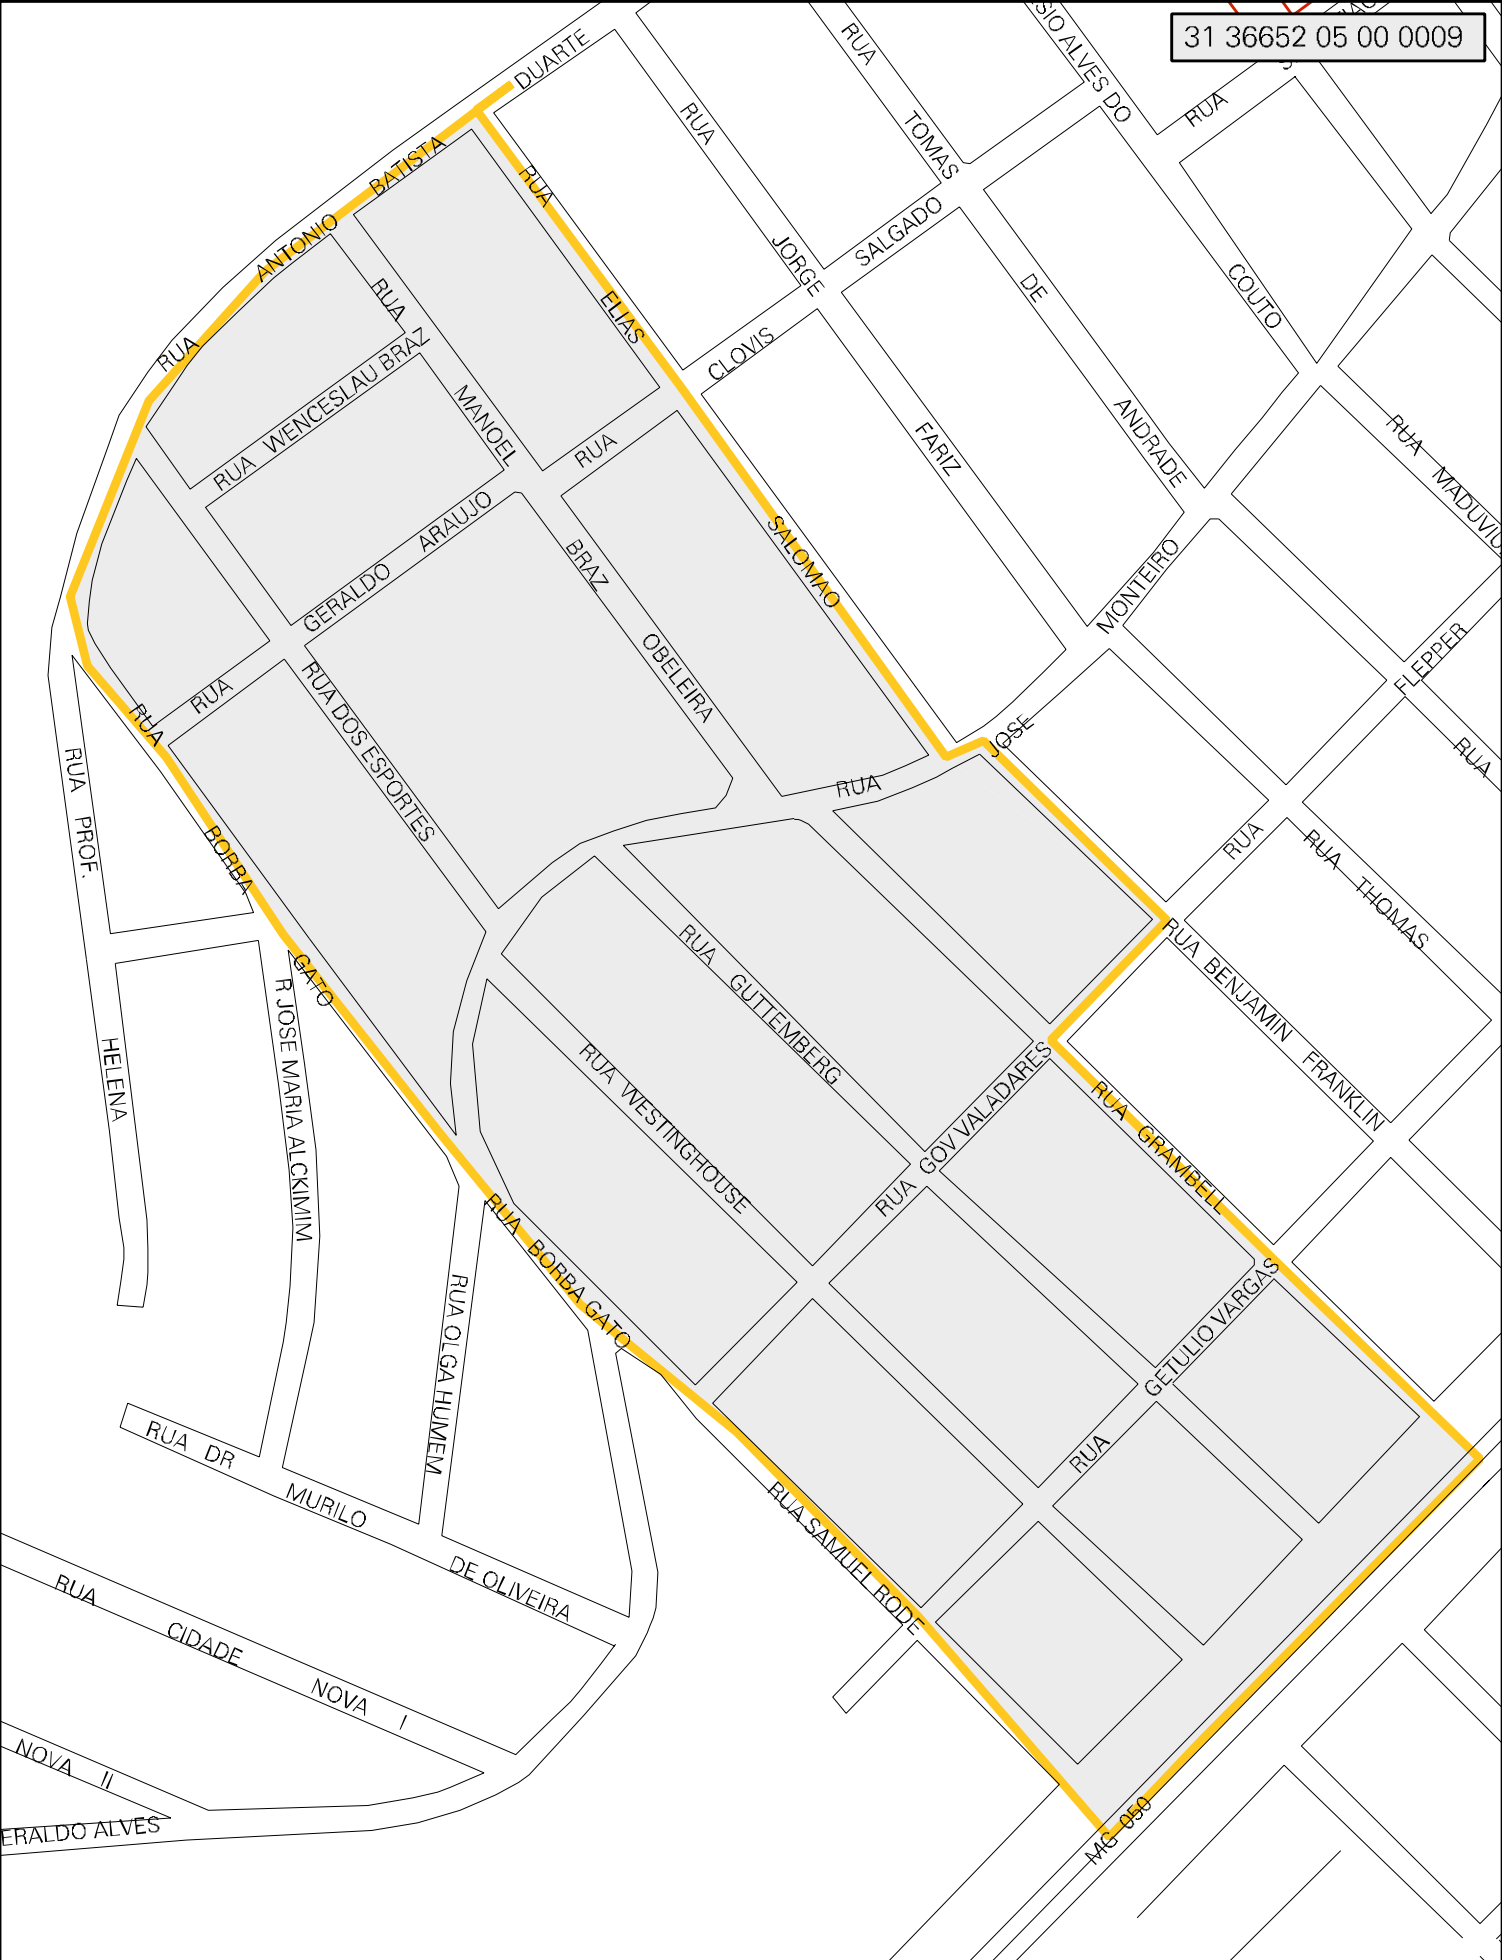 31 36652 05 00 0009
DUARTE
BATISTA
ANTONIO
RUA
RUA
ELIAS
SALOMAO
RUA
JORGE
FARIZ
RUA
TOMAS
DE
ANDRADE
SIO ALVES DO
COUTO
RUA
SALGADO
CLOVIS
RUA
MANOEL
BRAZ
OBELEIRA
RUA WENCESLAU BRAZ
RUA
ARAUJO
GERALDO
RUA
RUA DOS ESPORTES
MONTEIRO
JOSE
RUA
RUA MADUVIU
FLEPPER
RUA
RUA
RUA THOMAS
RUA
BORBA
GATO
RUA PROF.
HELENA
R JOSE MARIA ALCKIMIM
RUA GUTTEMBERG
RUA WESTINGHOUSE
RUA BENJAMIN FRANKLIN
RUA GOV VALADARES
RUA GRAMBELL
RUA GETULIO VARGAS
RUA BORBA GATO
RUA OLGA HUMEM
RUA DR
MURILO
DE OLIVEIRA
RUA SAMUEL RODE
RUA
CIDADE
NOVA I
NOVA II
ERALDO ALVES
MG 050